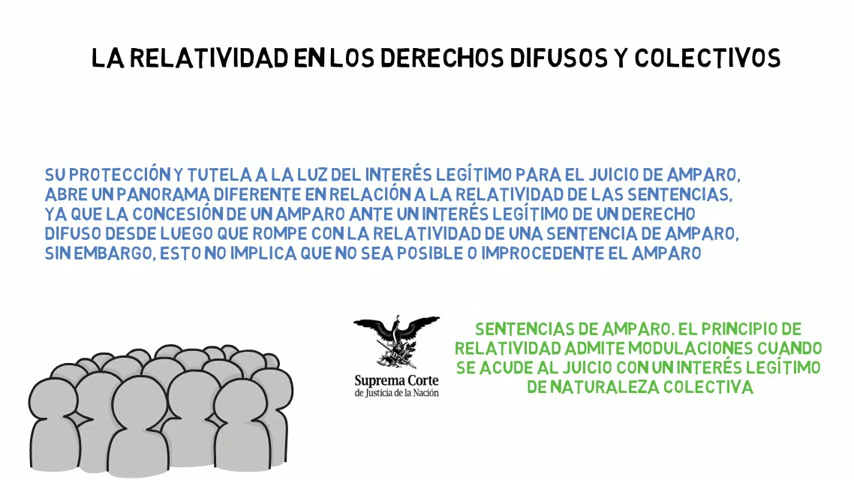 LA RELATIVIDAD EN LOS DERECHOS DIFUSOS Y COLECTIVOS
SU PROTECCIÓN Y TUTELA A LA LUZ DEL INTERÉS LEGÍTIMO PARA EL JUICIO DE AMPARO,
ABRE UN PANORAMA DIFERENTE EN RELACIÓN A LA RELATIVIDAD DE LAS SENTENCIAS,
YA QUE LA CONCESIÓN DE UN AMPARO ANTE UN INTERÉS LEGÍTIMO DE UN DERECHO
DIFUSO DESDE LUEGO QUE ROMPE CON LA RELATIVIDAD DE UNA SENTENCIA DE AMPARO,
SIN EMBARGO, ESTO NO IMPLICA QUE NO SEA POSIBLE O IMPROCEDENTE EL AMPARO
Suprema Corte
de Justicia de la Nación
SENTENCIAS DE AMPARO. EL PRINCIPIO DE
RELATIVIDAD ADMITE MODULACIONES CUANDO
SE ACUDE AL JUICIO CON UN INTERÉS LEGÍTIMO
DE NATURALEZA COLECTIVA